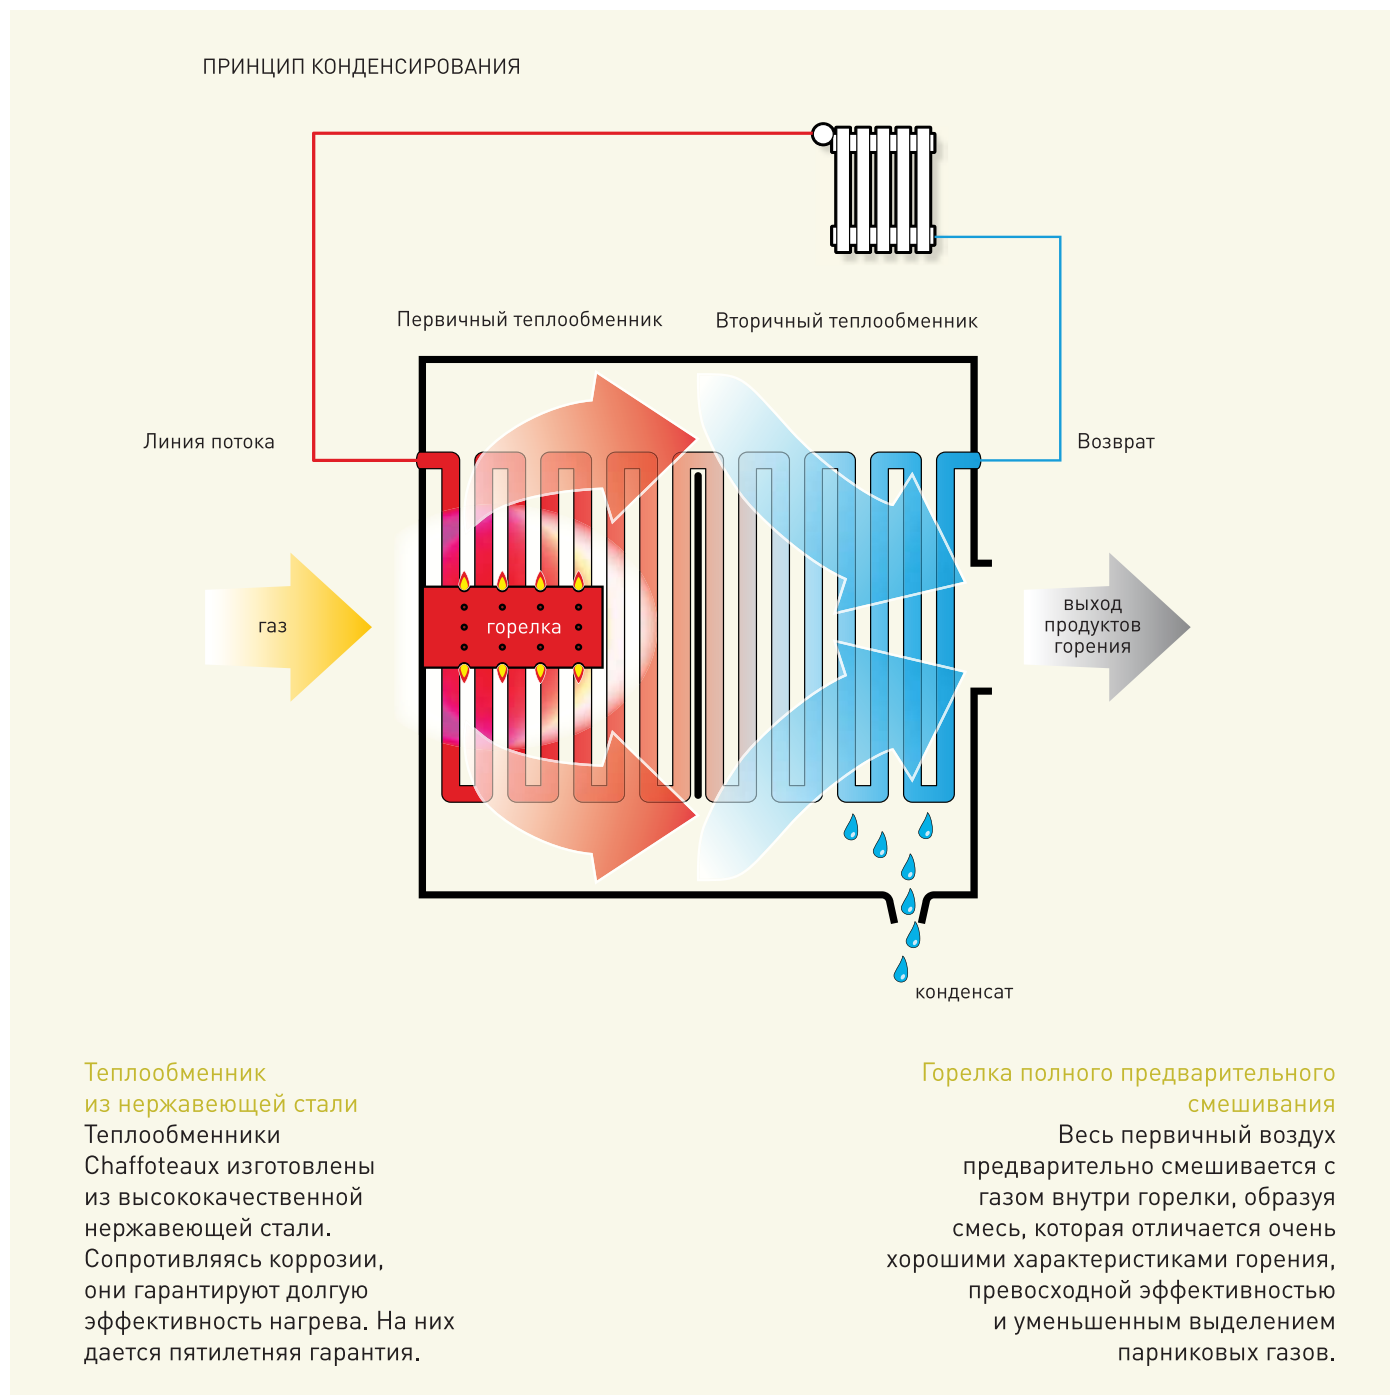 ПРИНЦИП КОНДЕНСИРОВАНИЯ
Первичный теплообменник
Вторичный теплообменник
Линия потока
Возврат
газ
горелка
выход
продуктов
горения
конденсат
Теплообменник
из нержавеющей стали
Теплообменники
Chaffoteaux изготовлены
из высококачественной
нержавеющей стали.
Сопротивляясь коррозии,
они гарантируют долгую
эффективность нагрева. На них
дается пятилетняя гарантия.
Горелка полного предварительного
смешивания
Весь первичный воздух
предварительно смешивается с
газом внутри горелки, образуя
смесь, которая отличается очень
хорошими характеристиками горения,
превосходной эффективностью
и уменьшенным выделением
парниковых газов.